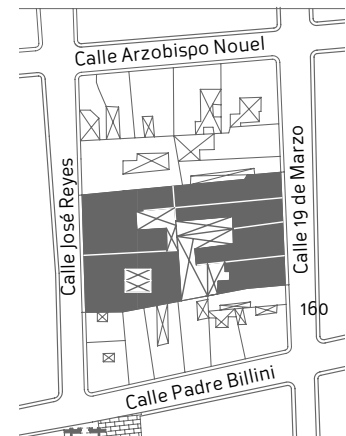 Calle Arzobispo Nouel
Calle José Reyes
Calle 19 de Marzo
160
Calle Padre Billini